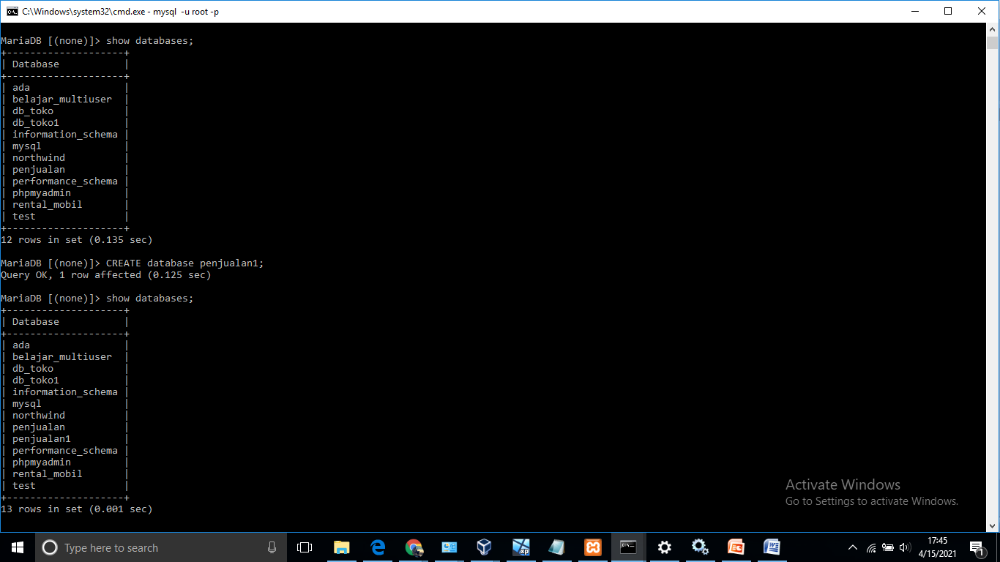 C:\Windows\system32\cmd.exe - mysql  -u root -p
MariaDB [(none)]> show databases;
+--------------------+
| Database           |
+--------------------+
| ada                |
| belajar_multiuser  |
| db_toko            |
| db_toko1           |
| information_schema |
| mysql              |
| northwind          |
| penjualan          |
| performance_schema |
| phpmyadmin         |
| rental_mobil       |
| test               |
+--------------------+
12 rows in set (0.135 sec)
MariaDB [(none)]> CREATE database penjualan1;
Query OK, 1 row affected (0.125 sec)
MariaDB [(none)]> show databases;
+--------------------+
| Database           |
+--------------------+
| ada                |
| belajar_multiuser  |
| db_toko            |
| db_toko1           |
| information_schema |
| mysql              |
| northwind          |
| penjualan          |
| penjualan1         |
| performance_schema |
| phpmyadmin         |
| rental_mobil       |
| test               |
+--------------------+
13 rows in set (0.001 sec)
Activate Windows
Go to Settings to activate Windows.
Type here to search
17:45
4/15/2021
1